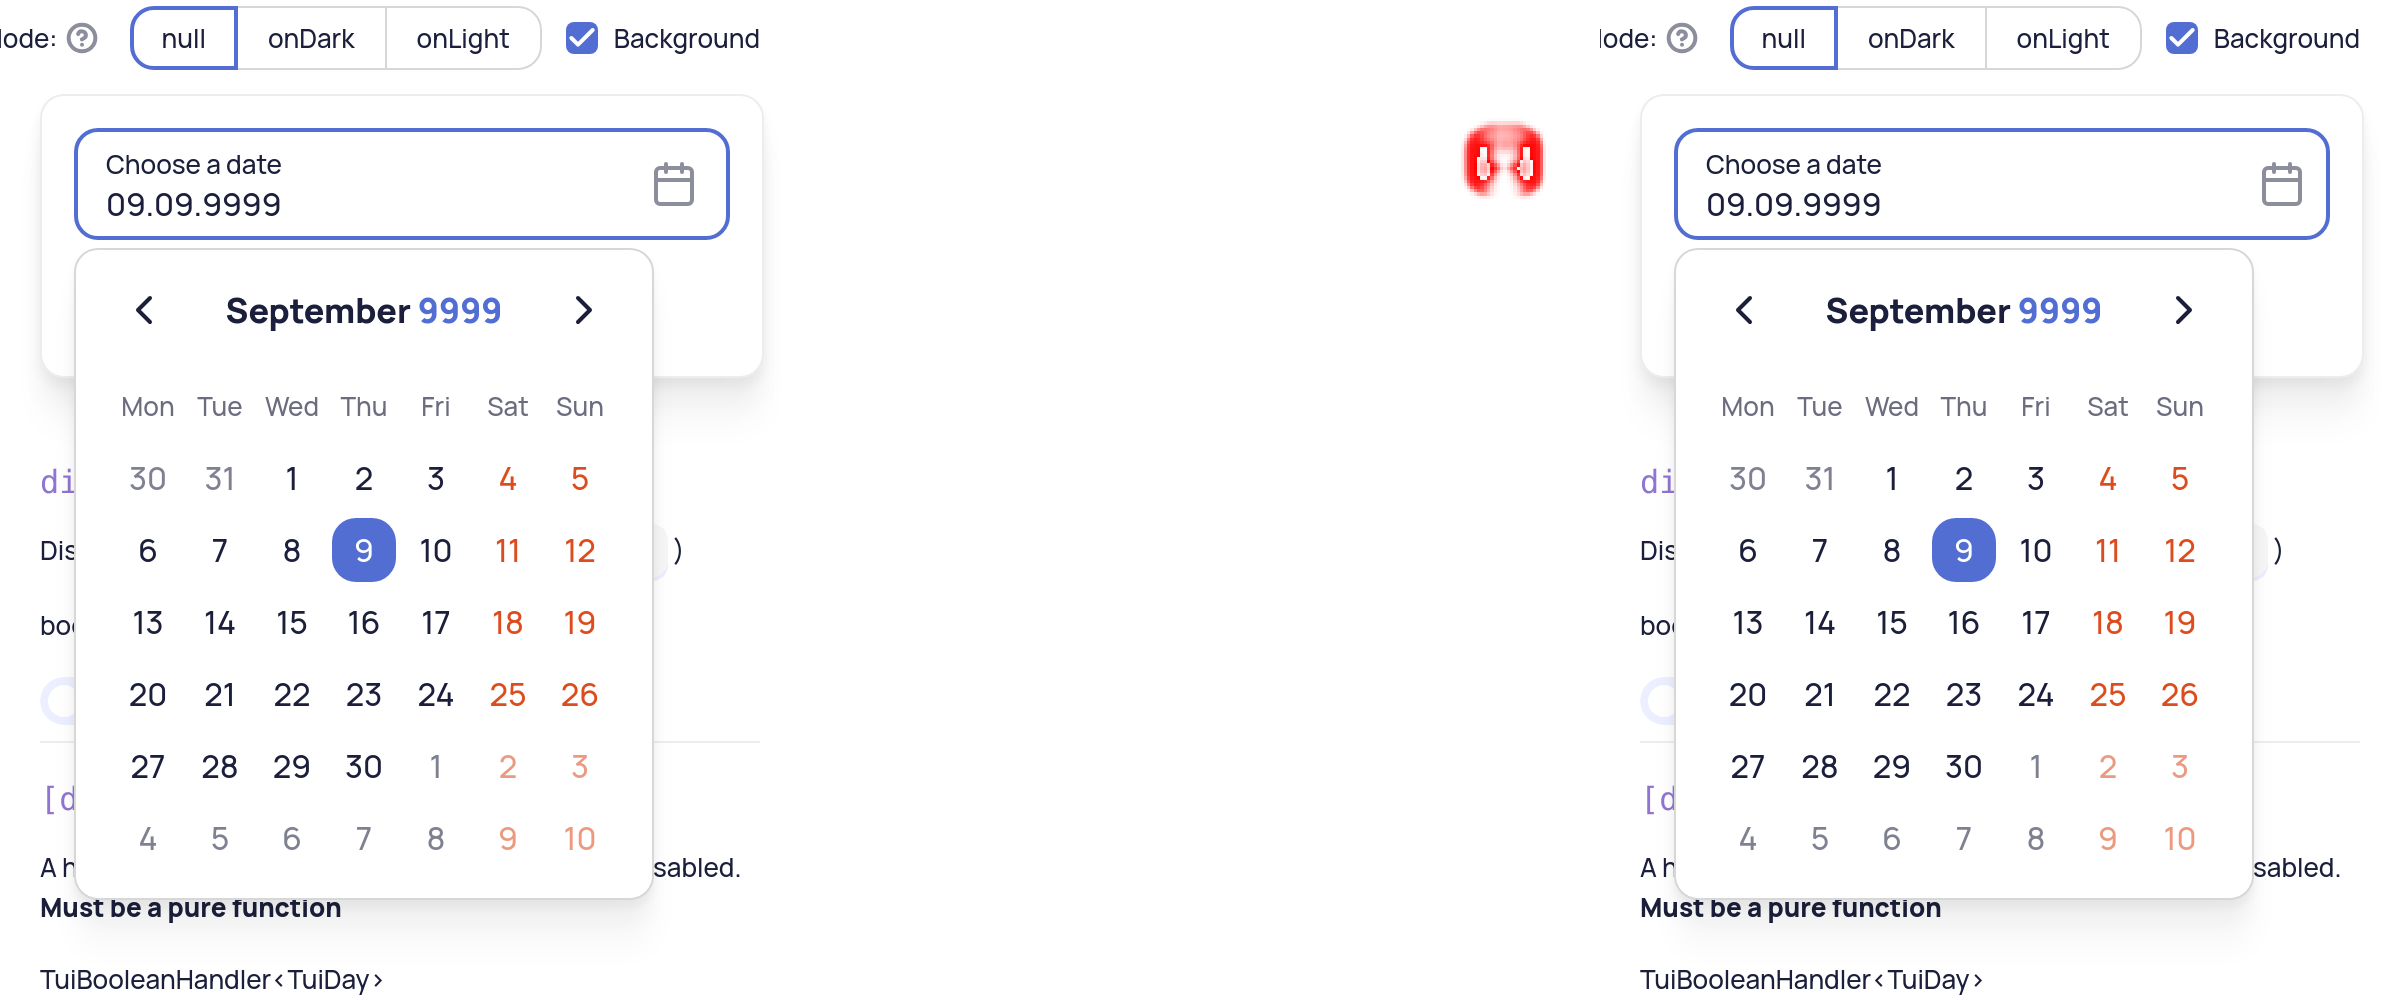 lode: null onDark onLight Background
Choose a date
09.09.9999
September 9999
Mon Tue Wed Thu Fri Sat Sun
30 31 1 2 3 4 5
6 7 8 9 10 11 12
13 14 15 16 17 18 19
20 21 22 23 24 25 26
27 28 29 30 1 2 3
4 5 6 7 8 9 10
di
Dis )
boo
[d
A h sabled.
Must be a pure function
TuiBooleanHandler<TuiDay>
lode: null onDark onLight Background
Choose a date
09.09.9999
September 9999
Mon Tue Wed Thu Fri Sat Sun
30 31 1 2 3 4 5
6 7 8 9 10 11 12
13 14 15 16 17 18 19
20 21 22 23 24 25 26
27 28 29 30 1 2 3
4 5 6 7 8 9 10
di
Dis )
boo
[d
A h sabled.
Must be a pure function
TuiBooleanHandler<TuiDay>